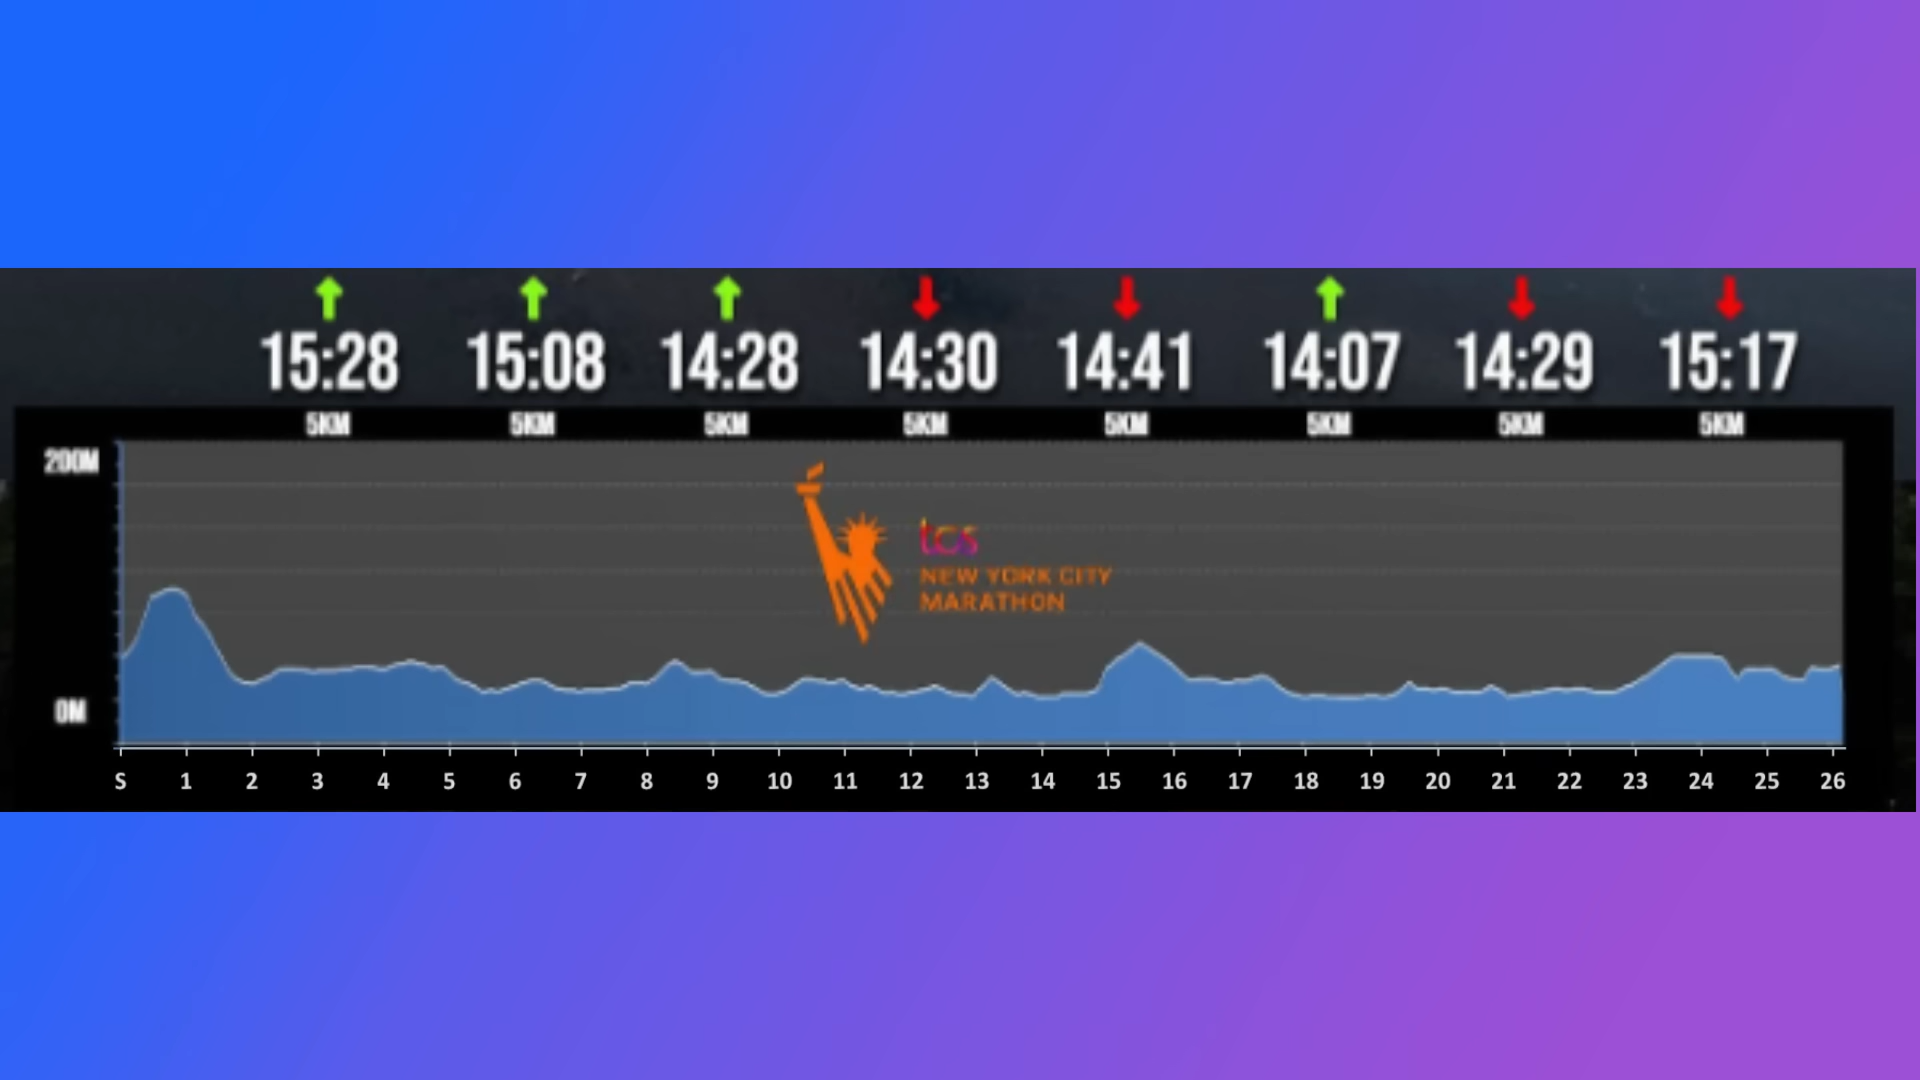 15:28 15:08 14:28 14:30 14:41 14:07 14:29 15:17
5KM 5KM 5KM 5KM 5KM 5KM 5KM 5KM
200M
tcs
NEW YORK CITY
MARATHON
0M
S 1 2 3 4 5 6 7 8 9 10 11 12 13 14 15 16 17 18 19 20 21 22 23 24 25 26